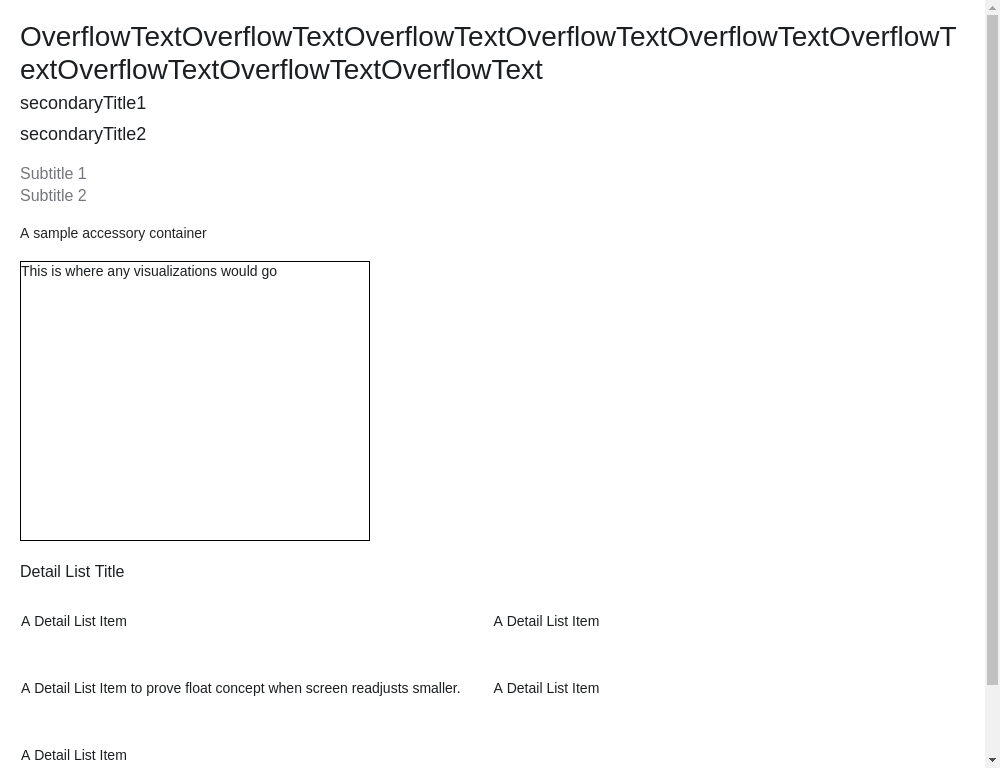 OverflowTextOverflowTextOverflowTextOverflowTextOverflowTextOverflowT
extOverflowTextOverflowTextOverflowText
secondaryTitle1
secondaryTitle2
Subtitle 1
Subtitle 2
A sample accessory container
This is where any visualizations would go
Detail List Title
A Detail List Item
A Detail List Item
A Detail List Item to prove float concept when screen readjusts smaller.
A Detail List Item
A Detail List Item